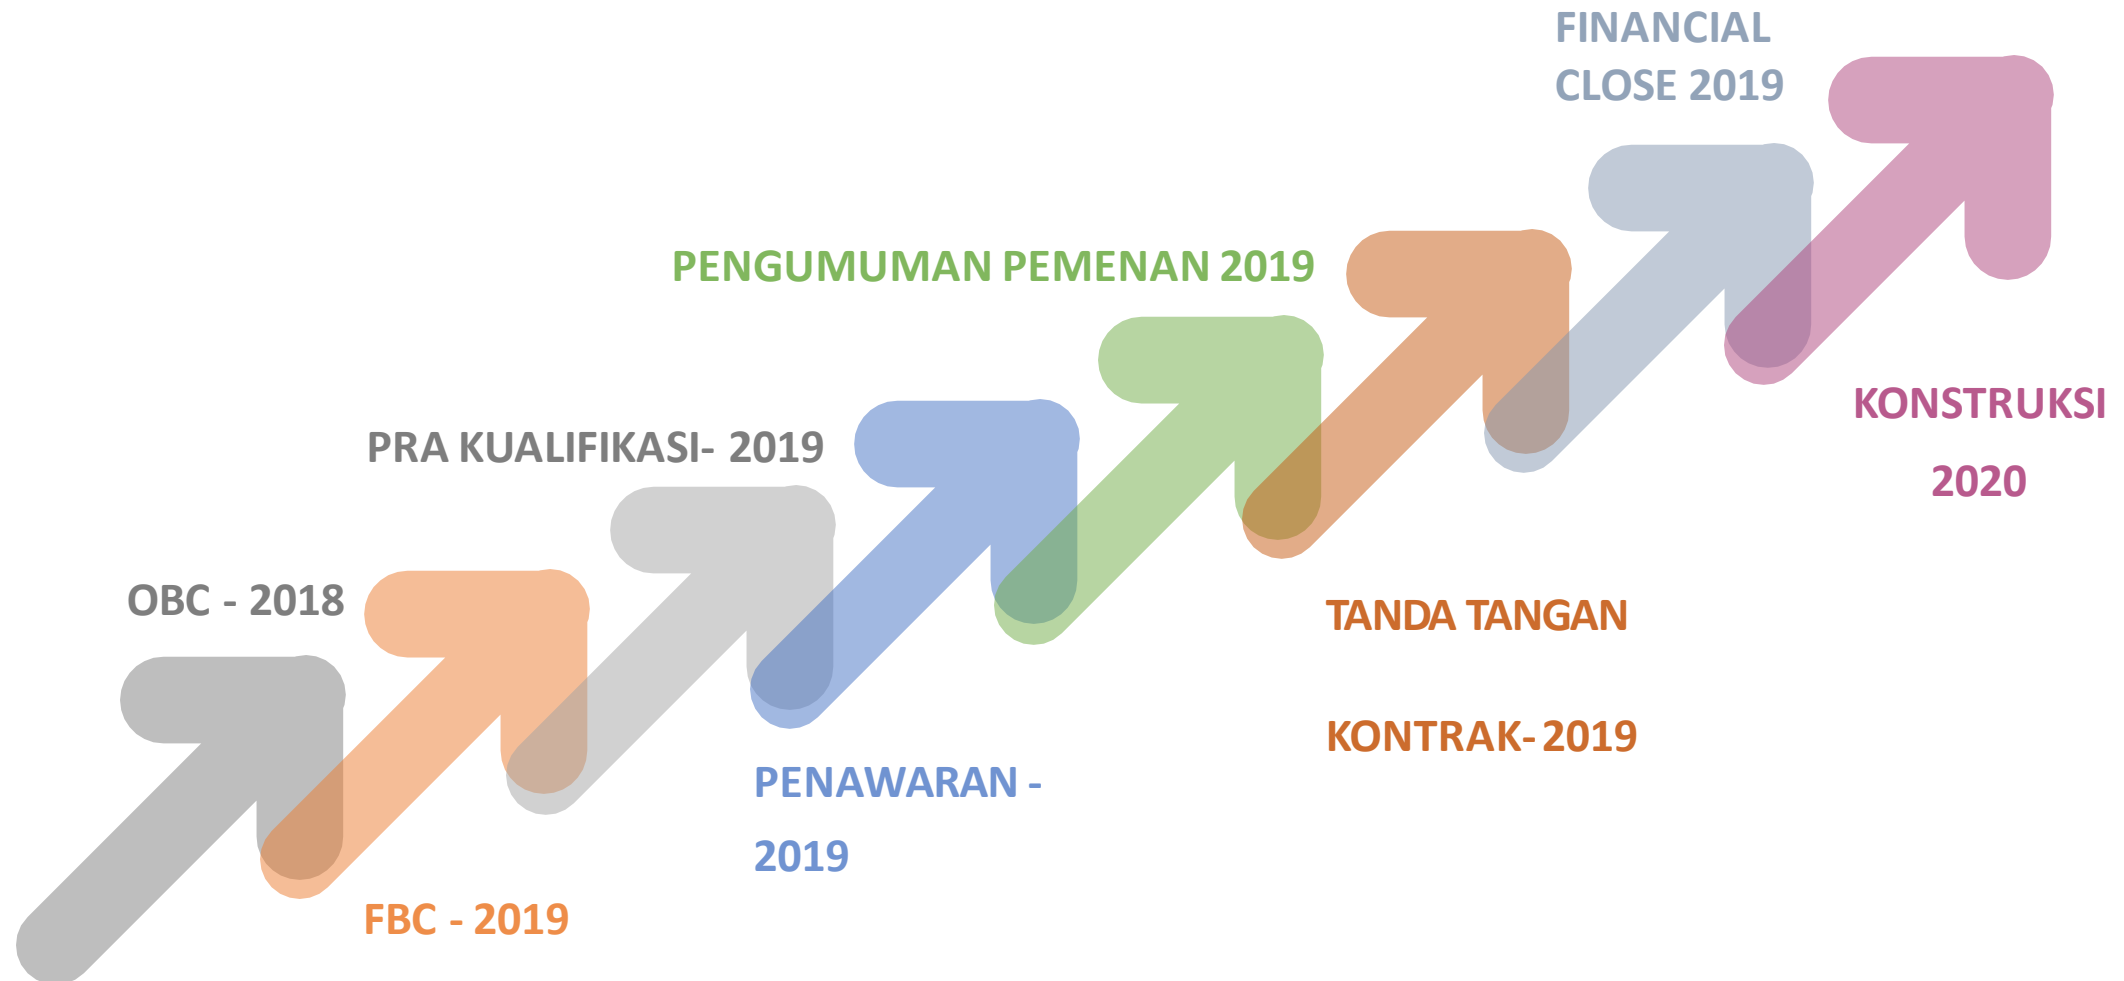 OBC - 2018
FBC - 2019
PRA KUALIFIKASI- 2019
PENAWARAN -
2019
PENGUMUMAN PEMENAN 2019
TANDA TANGAN
KONTRAK- 2019
FINANCIAL
CLOSE 2019
KONSTRUKSI
2020